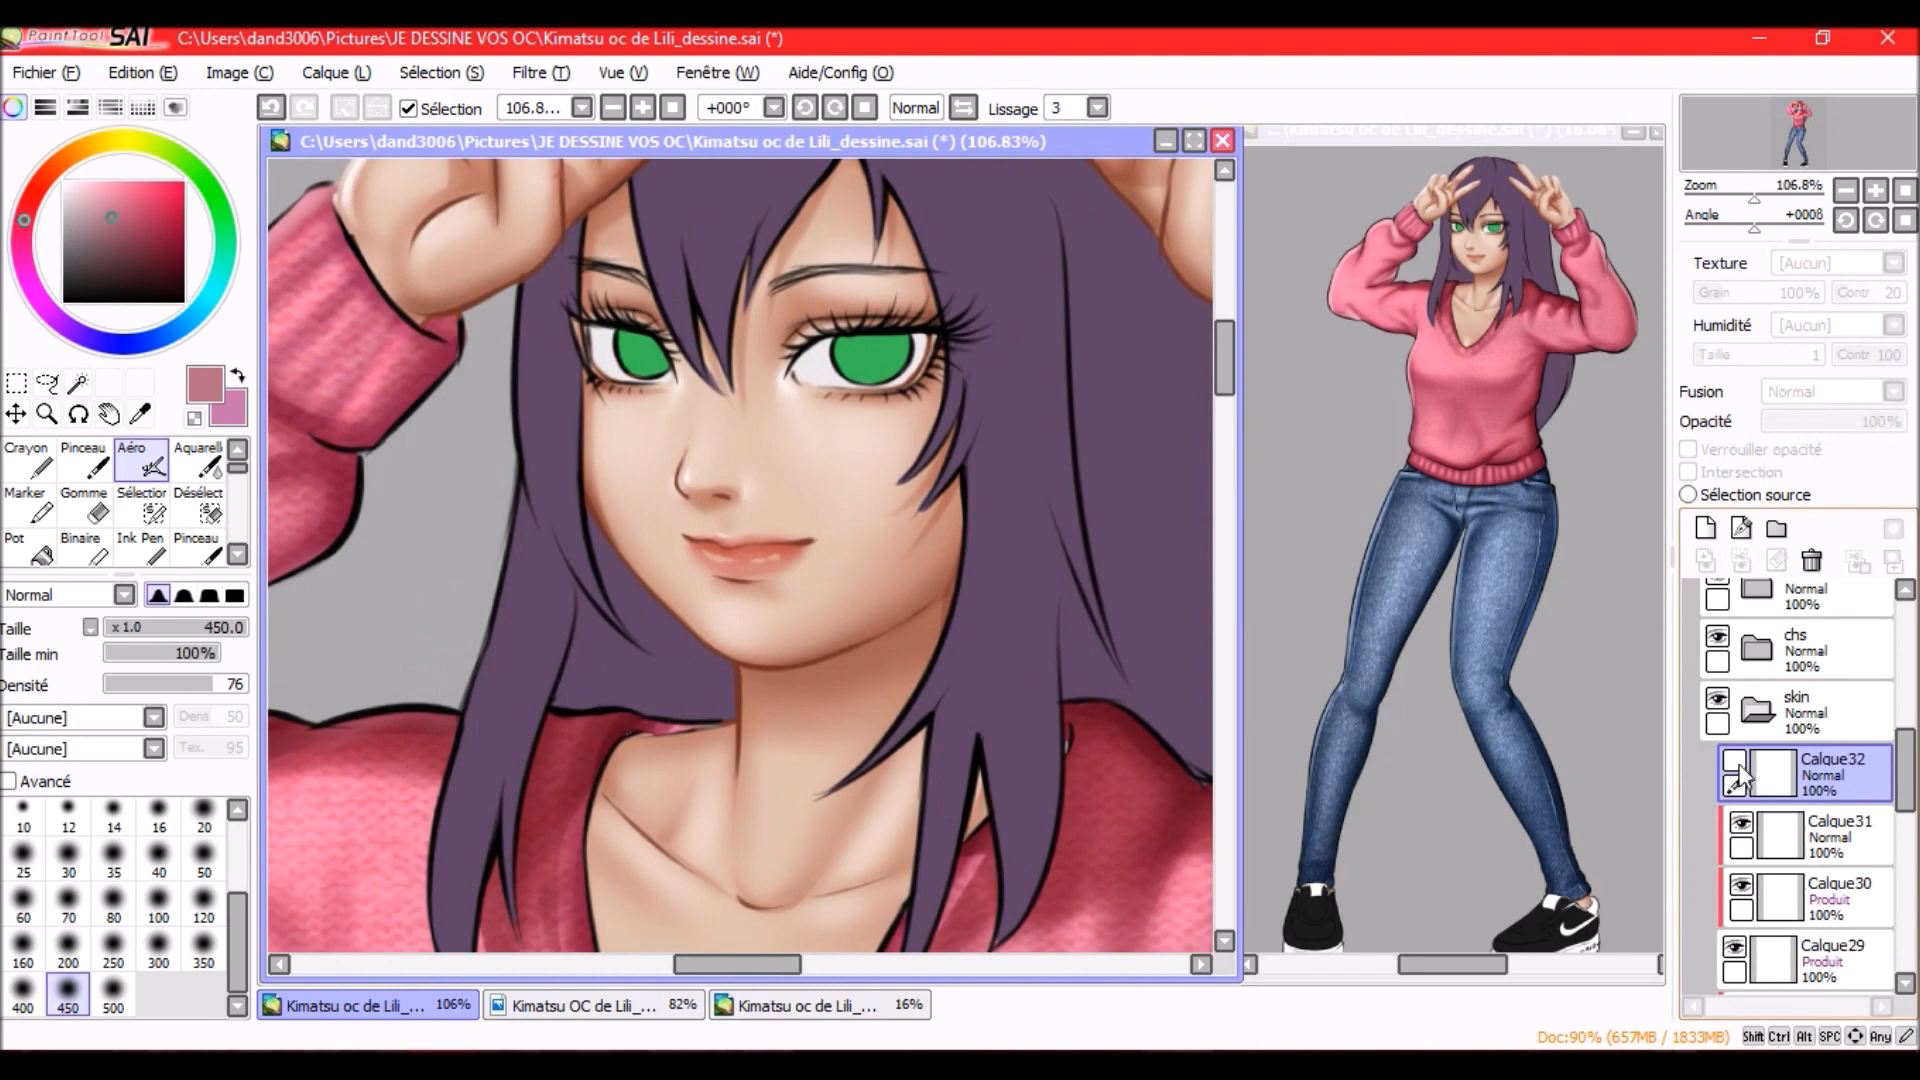 PaintTool SAI
C:\Users\dand3006\Pictures\JE DESSINE VOS OC\Kimatsu oc de Lili_dessine.sai (*)
Fichier (F) Edition (E) Image (C) Calque (L) Sélection (S) Filtre (T) Vue (V) Fenêtre (W) Aide/Config (O)
Sélection 106.8... +000° Normal Lissage 3
C:\Users\dand3006\Pictures\JE DESSINE VOS OC\Kimatsu oc de Lili_dessine.sai (*) (106.83%)
Zoom 106.8%
Angle +000ß
Texture [Aucun]
Grain 100% Contr 20
Humidité [Aucun]
Taille 1 Contr 100
Fusion Normal
Opacité 100%
Verrouiller opacité
Intersection
Sélection source
Crayon Pinceau Aéro Aquarell
Marker Gomme Sélectior Désélect
Pot Binaire Ink Pen Pinceau
Normal
Taille x 1.0 450.0
Taille min 100%
Densité 76
[Aucune] Dens 50
[Aucune] Tex. 95
Avancé
10 12 14 16 20
25 30 35 40 50
60 70 80 100 120
160 200 250 300 350
400 450 500
Normal
100%
chs
Normal
100%
skin
Normal
100%
Calque32
Normal
100%
Calque31
Normal
100%
Calque30
Produit
100%
Calque29
Produit
100%
Kimatsu oc de Lili_... 106%
Kimatsu OC de Lili_... 82%
Kimatsu oc de Lili_... 16%
Doc:90% (657MB / 1833MB) Shift Ctrl Alt SPC Any